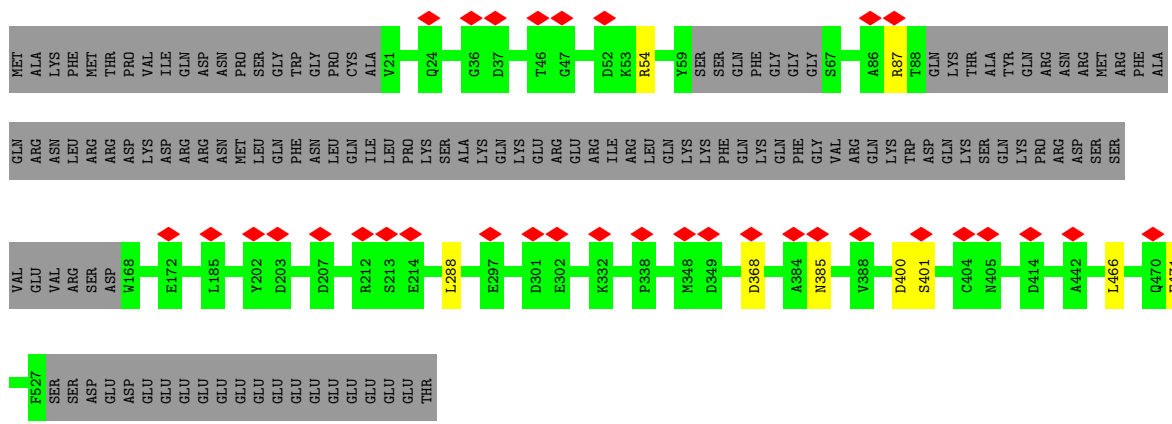 MET ALA LYS PHE MET THR PRO VAL ILE GLN ASP ASN PRO SER GLY TRP GLY PRO CYS ALA V21 Q24 G36 D37 T46 G47 D52 K53 R54 Y59 SER SER GLN PHE GLY GLY GLY S67 A86 R87 T88 GLN LYS THR ALA TYR GLN ARG ASN ARG MET ARG PHE ALA
GLN ARG ASN LEU ARG ARG ASP LYS ASP ARG ARG ASN MET LEU GLN PHE ASN LEU GLN ILE LEU PRO LYS SER ALA LYS GLN LYS GLU ARG GLU ARG ILE ARG LEU GLN LYS LYS PHE GLN LYS GLN PHE GLY VAL ARG GLN LYS TRP ASP GLN LYS SER GLN LYS PRO ARG ASP SER SER
VAL GLU VAL ARG SER ASP W168 E172 L185 Y202 D203 D207 R212 S213 E214 L288 E297 D301 E302 K332 P338 M348 D349 D368 A384 N385 V388 D400 S401 C404 N405 D414 A442 L466 Q470
F527 SER SER ASP GLU ASP GLU GLU GLU GLU GLU GLU GLU GLU GLU GLU THR